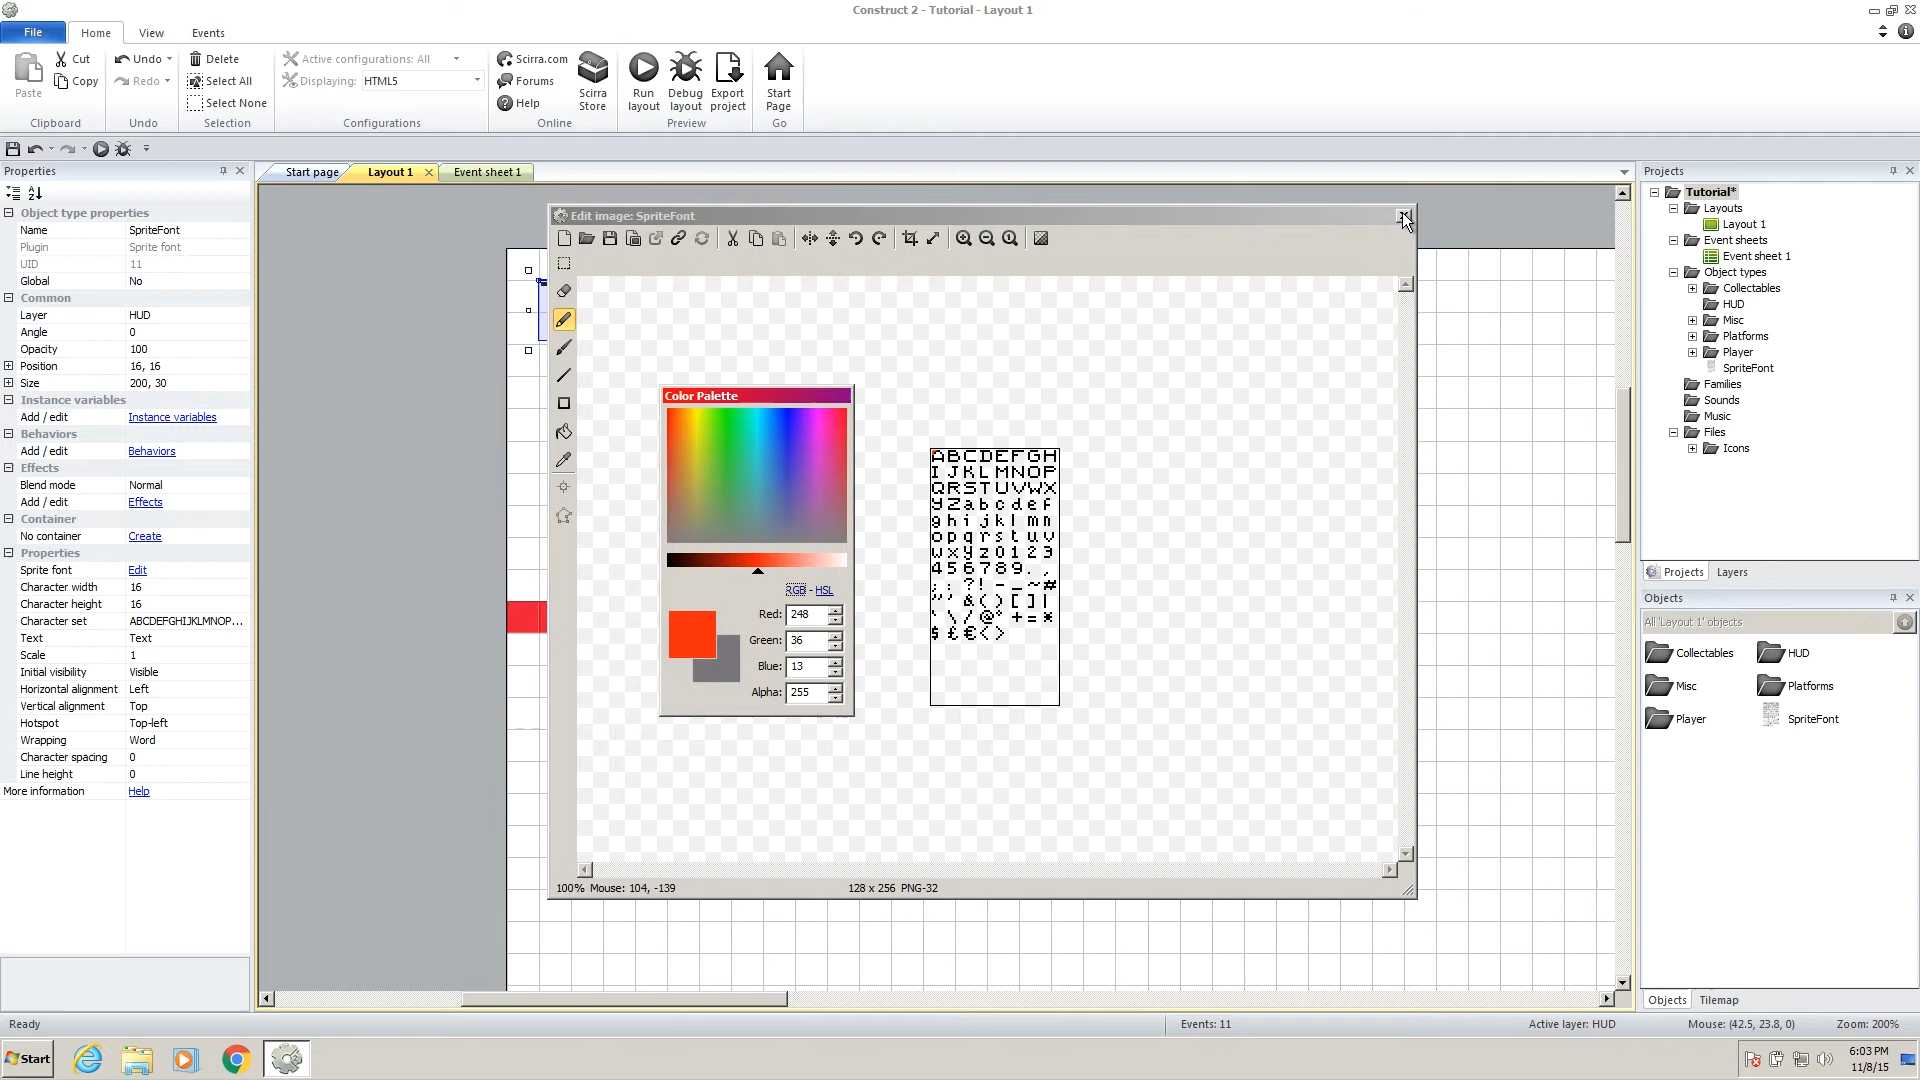 Construct 2 - Tutorial - Layout 1
File Home View Events
Paste Cut Copy Clipboard
Undo Redo Undo
Delete Select All Select None Selection
Active configurations: All
Displaying: HTML5
Configurations
Scirra.com Forums Help Scirra Store Online
Run layout Debug layout Export project Preview
Start Page Go
Properties
Start page Layout 1 Event sheet 1
Object type properties
Name SpriteFont
Plugin Sprite font
UID 11
Global No
Common
Layer HUD
Angle 0
Opacity 100
Position 16, 16
Size 200, 30
Instance variables
Add / edit Instance variables
Behaviors
Add / edit Behaviors
Effects
Blend mode Normal
Add / edit Effects
Container
No container Create
Properties
Sprite font Edit
Character width 16
Character height 16
Character set ABCDEFGHIJKLMNOP...
Text Text
Scale 1
Initial visibility Visible
Horizontal alignment Left
Vertical alignment Top
Hotspot Top-left
Wrapping Word
Character spacing 0
Line height 0
More information Help
Edit image: SpriteFont
Color Palette
RGB - HSL
Red: 248
Green: 36
Blue: 13
Alpha: 255
ABCDEFGH
IJKLMNOP
QRSTUVWX
YZabcdef
ghijklmn
opqrstuv
wxyz0123
456789.,
;:?!-_~#
"'&()[]|
`\/@°+=*
$£€<>
100% Mouse: 104, -139 128 x 256 PNG-32
Projects
Tutorial*
Layouts
Layout 1
Event sheets
Event sheet 1
Object types
Collectables
HUD
Misc
Platforms
Player
SpriteFont
Families
Sounds
Music
Files
Icons
Projects Layers
Objects
All 'Layout 1' objects
Collectables HUD
Misc Platforms
Player SpriteFont
Objects Tilemap
Ready Events: 11 Active layer: HUD Mouse: (42.5, 23.8, 0) Zoom: 200%
Start
6:03 PM
11/8/15